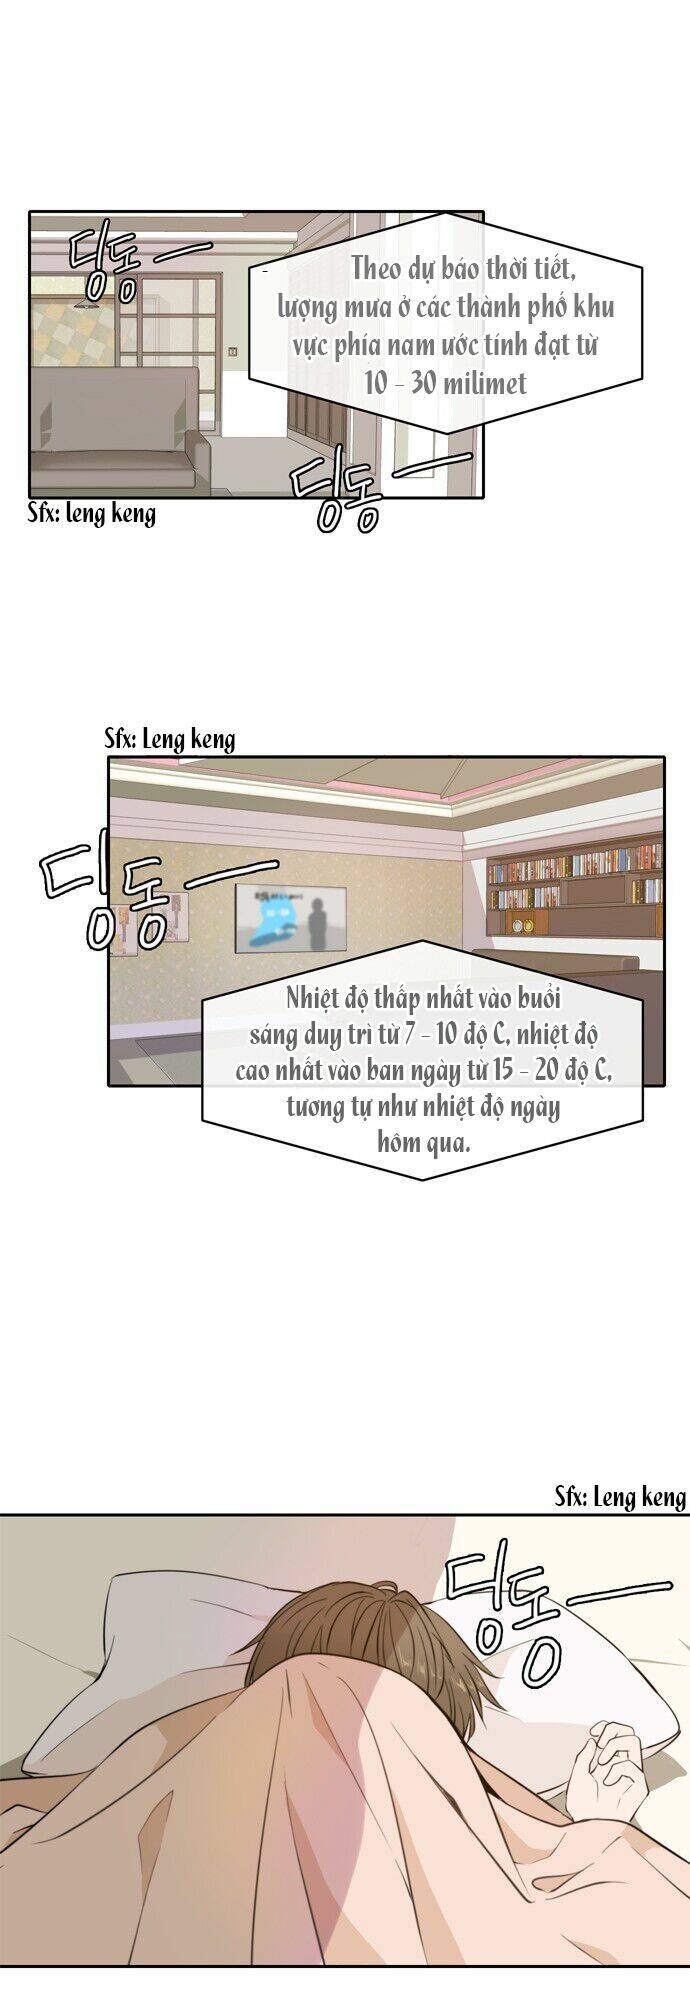 딩동—
- Theo dự báo thời tiết,
lượng mưa ở các thành phố khu
vực phía nam ước tính đạt từ
10 - 30 milimet
딩동—
Sfx: leng keng
Sfx: Leng keng
딩동—
Nhiệt độ thấp nhất vào buổi
sáng duy trì từ 7 - 10 độ C, nhiệt độ
cao nhất vào ban ngày từ 15 - 20 độ C,
tương tự như nhiệt độ ngày
hôm qua.
Sfx: Leng keng
딩동—